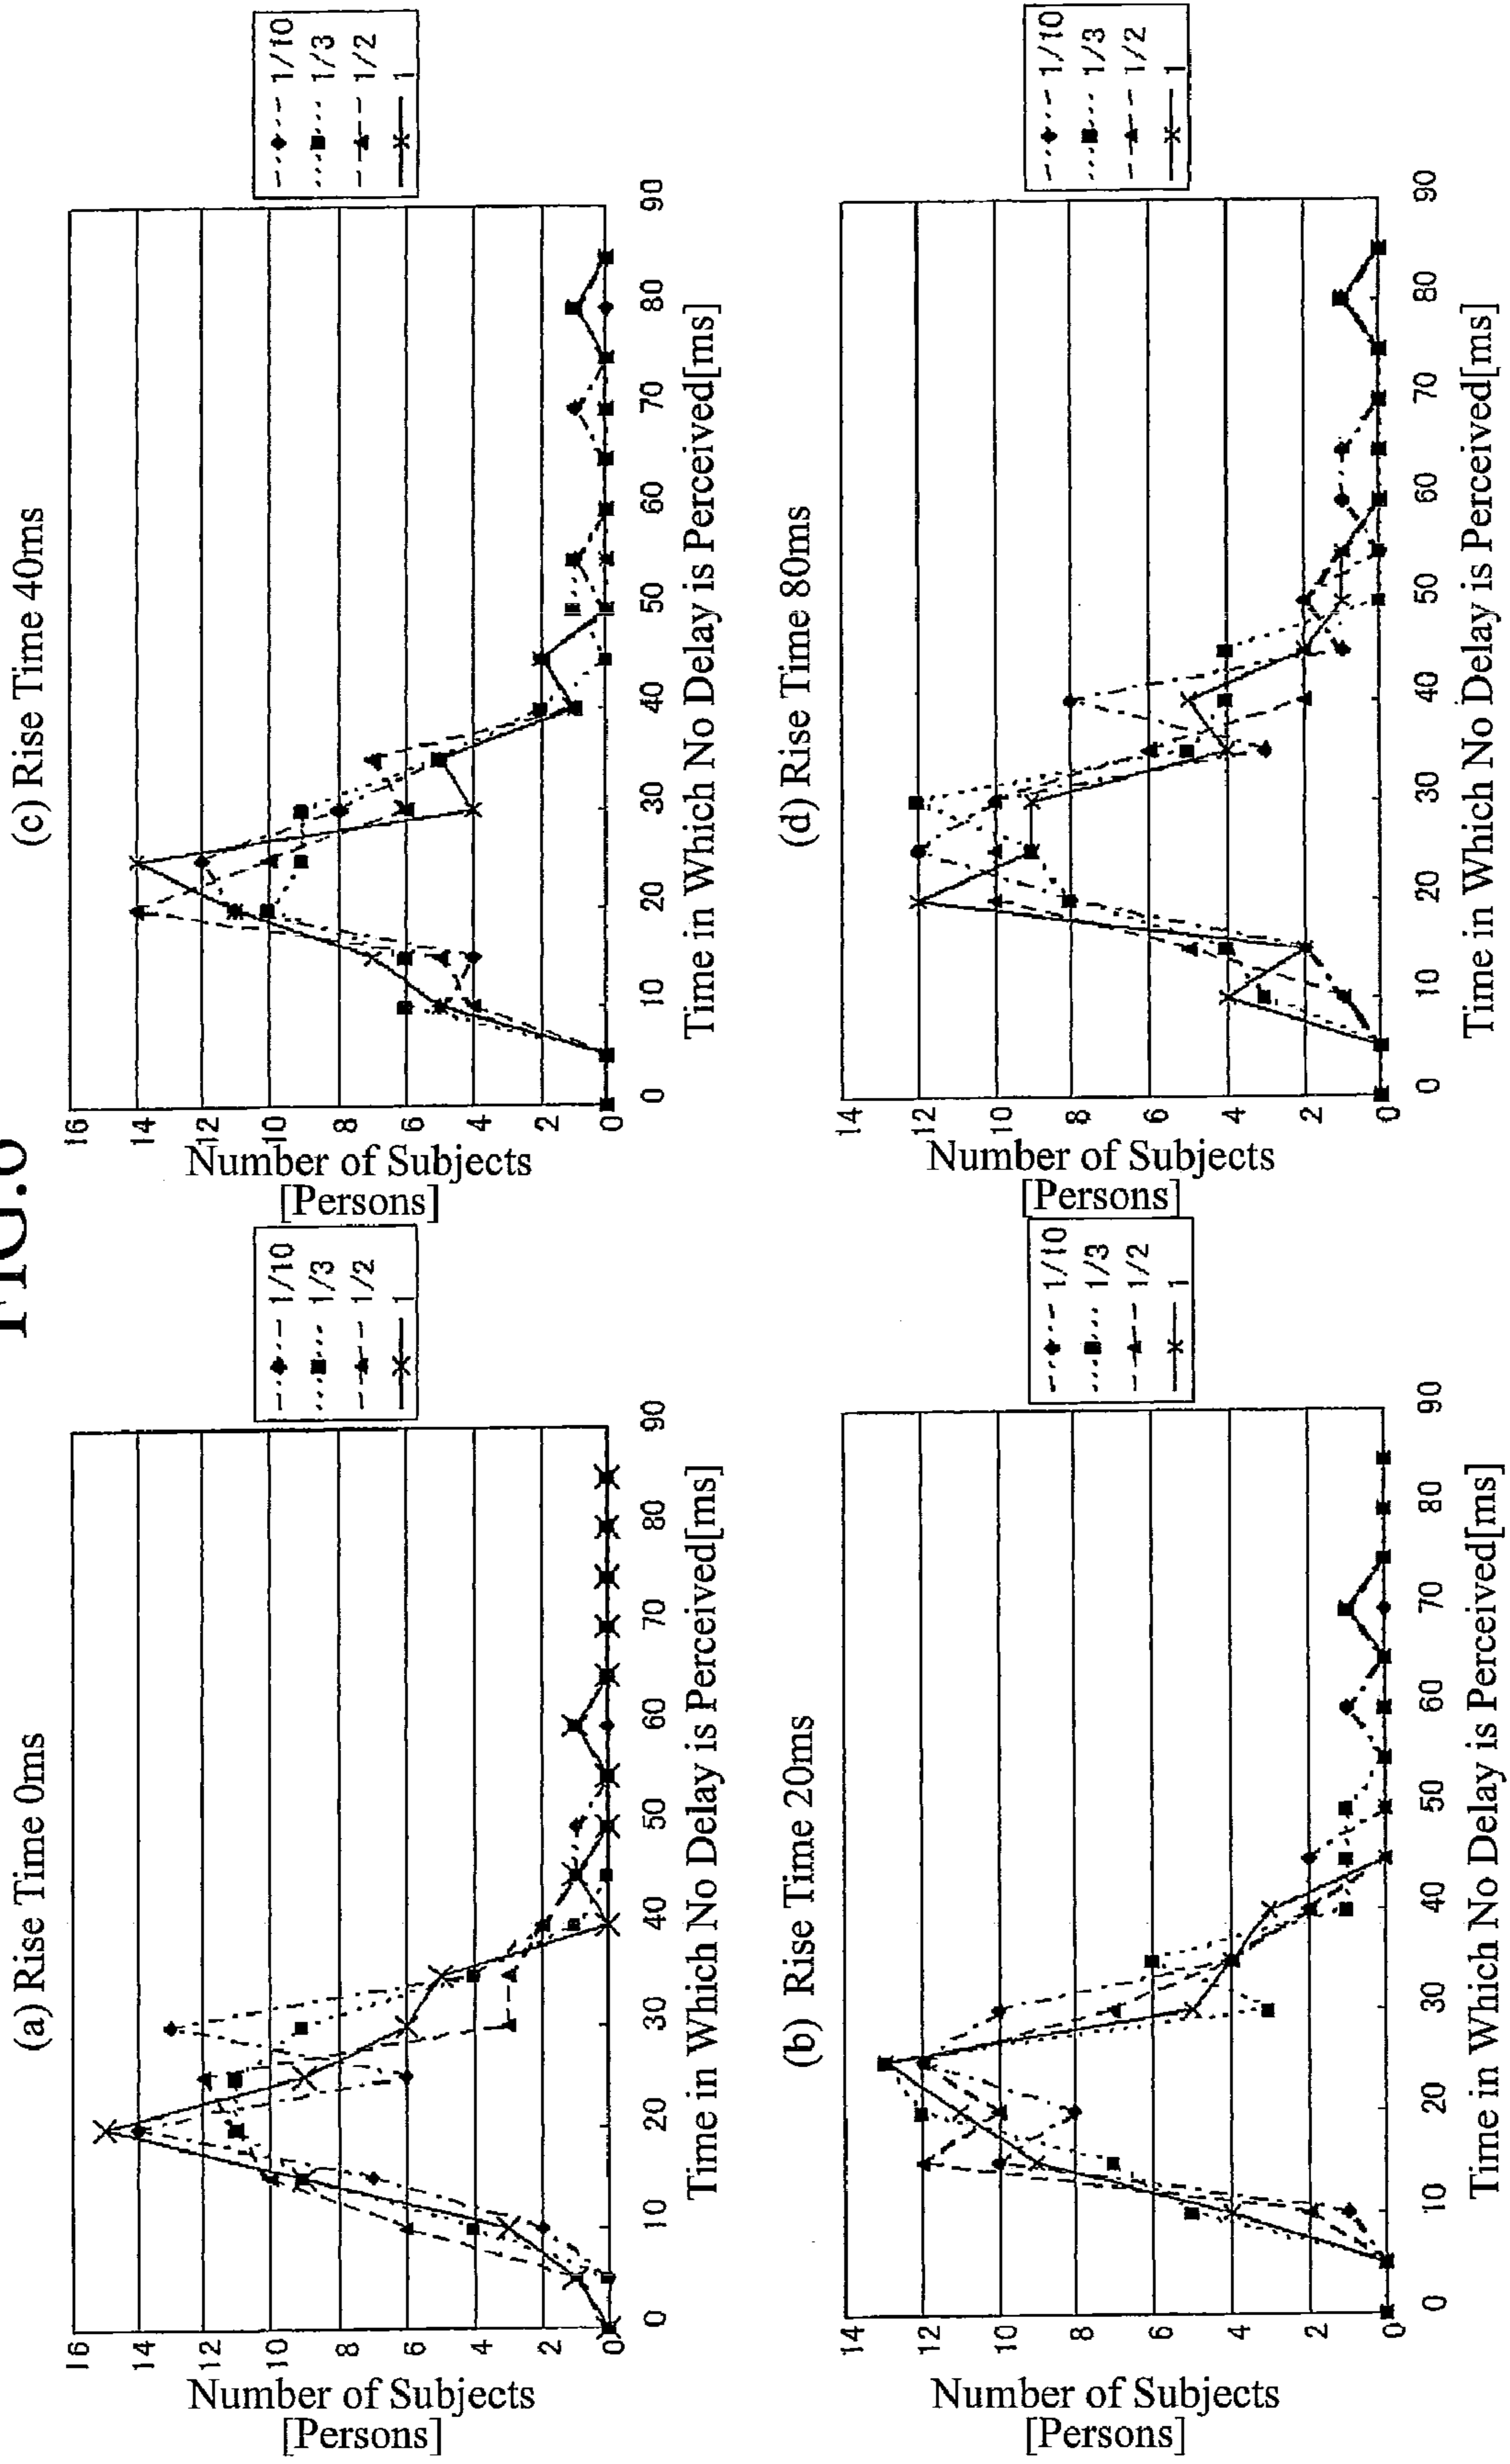 FIG.6
(a) Rise Time 0ms
16
14
12
10
8
6
4
2
0
Number of Subjects
[Persons]
0 10 20 30 40 50 60 70 80 90
Time in Which No Delay is Perceived[ms]
1/10
1/3
1/2
1
(b) Rise Time 20ms
14
12
10
8
6
4
2
0
Number of Subjects
[Persons]
0 10 20 30 40 50 60 70 80 90
Time in Which No Delay is Perceived[ms]
1/10
1/3
1/2
1
(c) Rise Time 40ms
16
14
12
10
8
6
4
2
0
Number of Subjects
[Persons]
0 10 20 30 40 50 60 70 80 90
Time in Which No Delay is Perceived[ms]
1/10
1/3
1/2
1
(d) Rise Time 80ms
14
12
10
8
6
4
2
0
Number of Subjects
[Persons]
0 10 20 30 40 50 60 70 80 90
Time in Which No Delay is Perceived[ms]
1/10
1/3
1/2
1